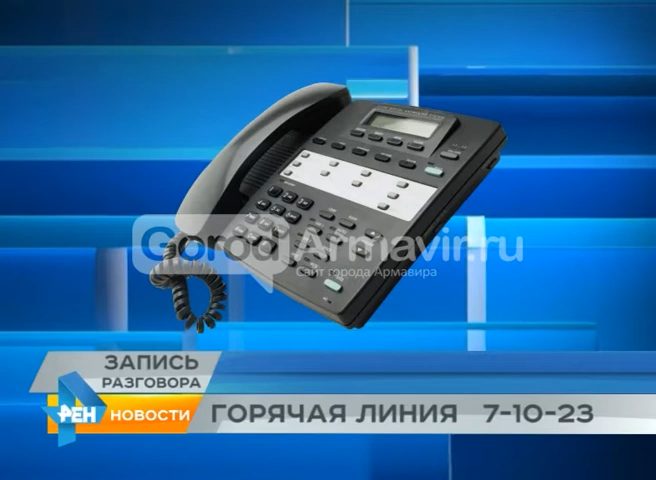 GorodArmavir.ru
Сайт города Армавира
ЗАПИСЬ
РАЗГОВОРА
РЕН НОВОСТИ
ГОРЯЧАЯ ЛИНИЯ 7-10-23